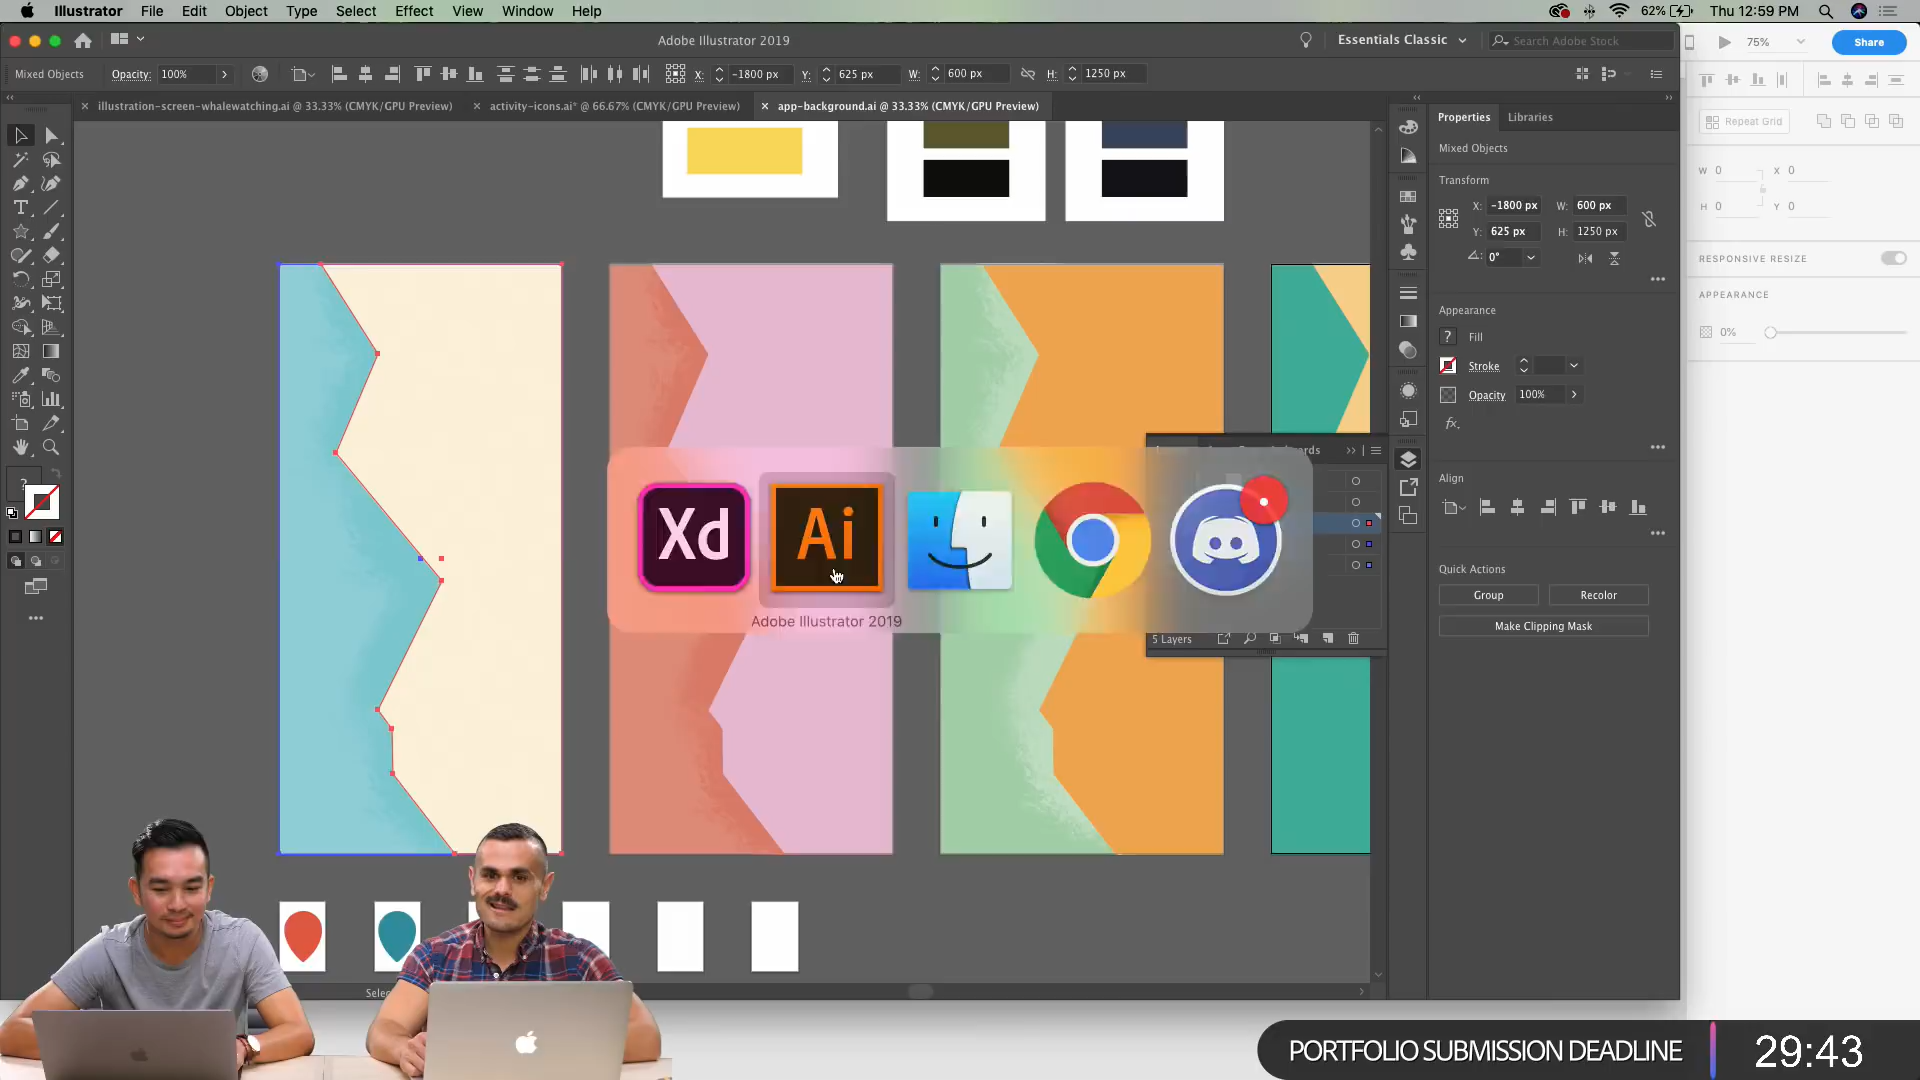 Illustrator File Edit Object Type Select Effect View Window Help
62% Thu 12:59 PM
Adobe Illustrator 2019
Essentials Classic
Search Adobe Stock
75%
Share
Mixed Objects
Opacity: 100%
X: -1800 px Y: 625 px W: 600 px H: 1250 px
illustration-screen-whalewatching.ai @ 33.33% (CMYK/GPU Preview)
activity-icons.ai* @ 66.67% (CMYK/GPU Preview)
app-background.ai @ 33.33% (CMYK/GPU Preview)
Properties Libraries
Repeat Grid
Mixed Objects
Transform
W 0 X 0
X: -1800 px W: 600 px
H 0 Y 0
Y: 625 px H: 1250 px
0°
RESPONSIVE RESIZE
APPEARANCE
Appearance
0%
? Fill
Stroke
Opacity 100%
fx
Align
Xd
Ai
Adobe Illustrator 2019
Quick Actions
Group Recolor
Make Clipping Mask
5 Layers
PORTFOLIO SUBMISSION DEADLINE
29:43